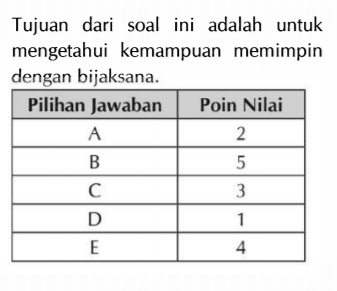 Tujuan dari soal ini adalah untuk
mengetahui kemampuan memimpin
dengan bijaksana.
Pilihan Jawaban Poin Nilai
A 2
B 5
C 3
D 1
E 4